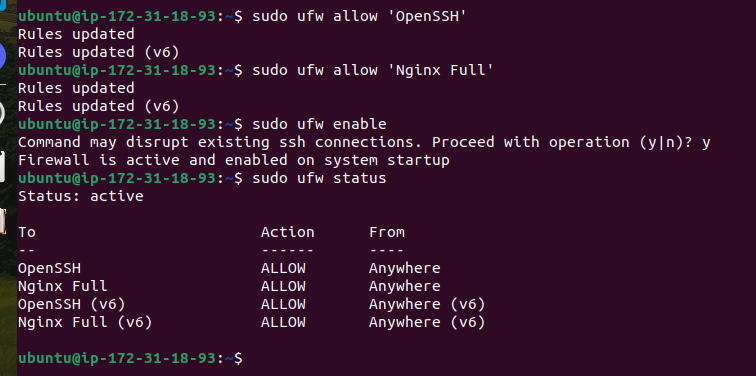 ubuntu@ip-172-31-18-93:~$ sudo ufw allow 'OpenSSH'
Rules updated
Rules updated (v6)
ubuntu@ip-172-31-18-93:~$ sudo ufw allow 'Nginx Full'
Rules updated
Rules updated (v6)
ubuntu@ip-172-31-18-93:~$ sudo ufw enable
Command may disrupt existing ssh connections. Proceed with operation (y|n)? y
Firewall is active and enabled on system startup
ubuntu@ip-172-31-18-93:~$ sudo ufw status
Status: active
To                         Action      From
--                         ------      ----
OpenSSH                    ALLOW       Anywhere
Nginx Full                 ALLOW       Anywhere
OpenSSH (v6)               ALLOW       Anywhere (v6)
Nginx Full (v6)            ALLOW       Anywhere (v6)
ubuntu@ip-172-31-18-93:~$